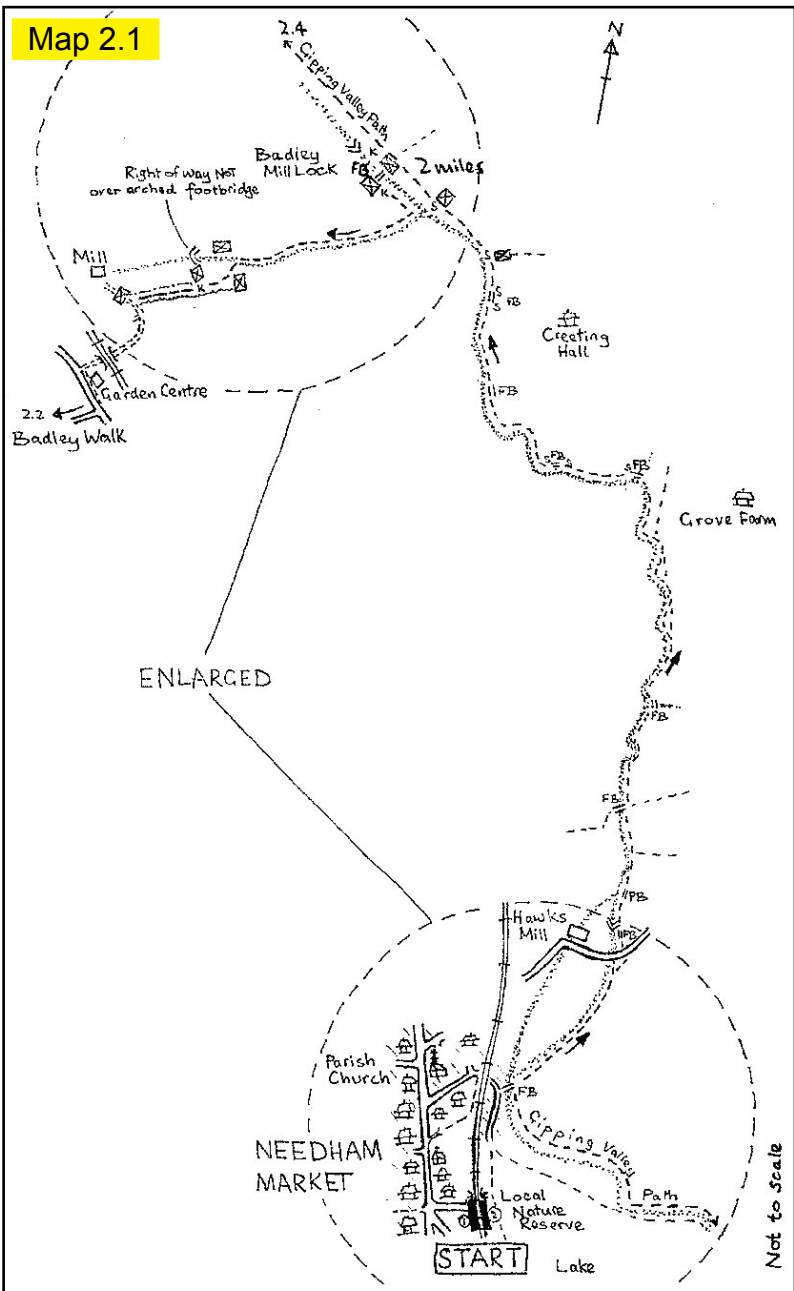 Map 2.1
2.4
Gipping Valley Path
N
Badley
Mill Lock
FB
K
K
2 miles
S
Right of Way NOT
over arched footbridge
Mill
K
S
S
S
FB
Creeting
Hall
Garden Centre
2.2
Badley Walk
FB
FB
FB
Grove Farm
ENLARGED
FB
FB
FB
Hawks
Mill
FB
Parish
Church
FB
Gipping Valley
Path
NEEDHAM
MARKET
Local
Nature
Reserve
1
2
START
Lake
Not to scale